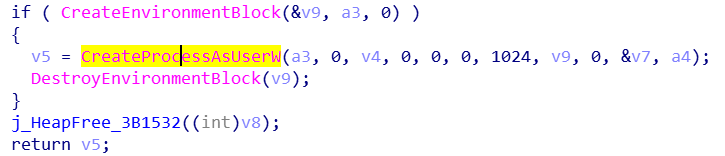 if ( CreateEnvironmentBlock(&v9, a3, 0) )
{
v5 = CreateProcessAsUserW(a3, 0, v4, 0, 0, 0, 1024, v9, 0, &v7, a4);
DestroyEnvironmentBlock(v9);
}
j_HeapFree_3B1532((int)v8);
return v5;